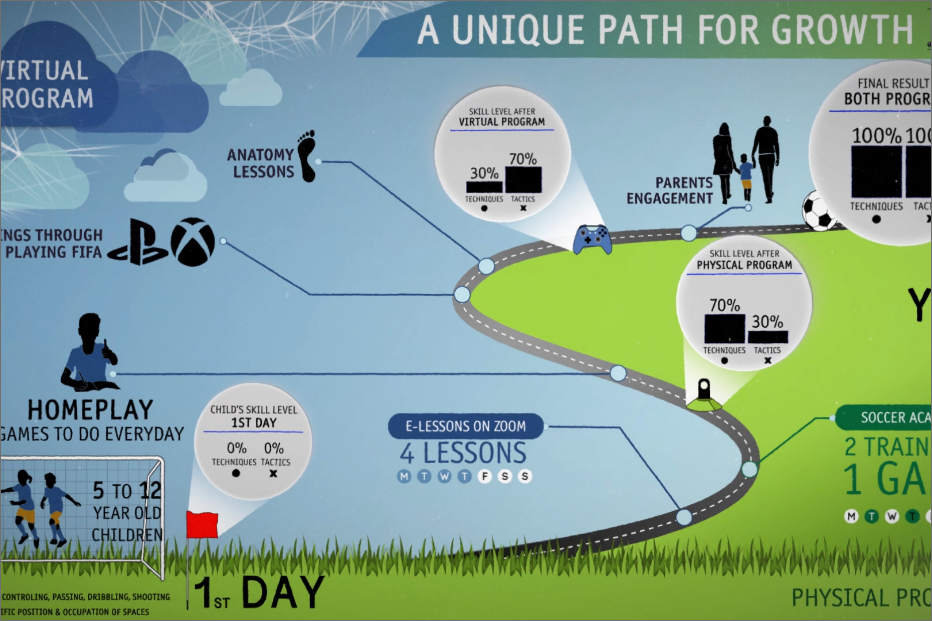 A UNIQUE PATH FOR GROWTH
VIRTUAL
PROGRAM
ANATOMY
LESSONS
SKILL LEVEL AFTER
VIRTUAL PROGRAM
30%
70%
TECHNIQUES
TACTICS
PARENTS
ENGAGEMENT
FINAL RESULT
BOTH PROGR
100% 100
TECHNIQUES
TACT
INGS THROUGH
PLAYING FIFA
SKILL LEVEL AFTER
PHYSICAL PROGRAM
70%
30%
TECHNIQUES
TACTICS
Y
HOMEPLAY
GAMES TO DO EVERYDAY
CHILD'S SKILL LEVEL
1ST DAY
0% 0%
TECHNIQUES TACTICS
E-LESSONS ON ZOOM
4 LESSONS
M T W T F S S
SOCCER ACA
2 TRAIN
1 GA
M T W T
5 TO 12
YEAR OLD
CHILDREN
1ST DAY
CONTROLING, PASSING, DRIBBLING, SHOOTING
IFIC POSITION & OCCUPATION OF SPACES
PHYSICAL PRO